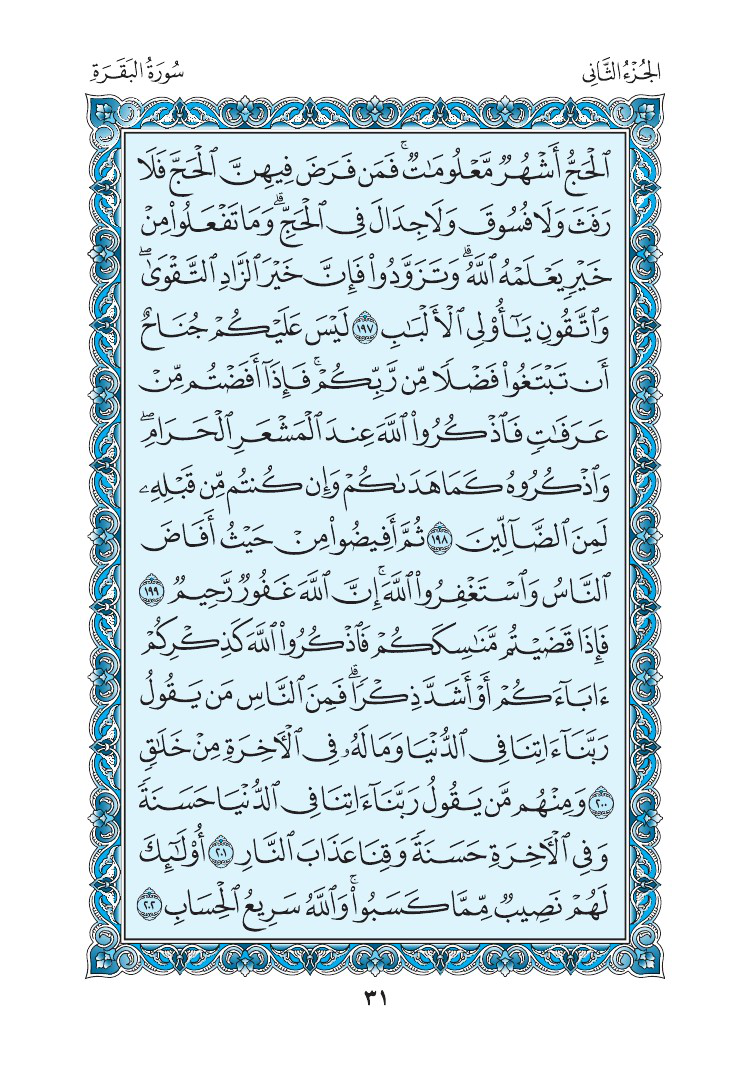 الجُزْءُ الثَّانِي
سُورَةُ البَقَرَةِ
ٱلْحَجُّ أَشْهُرٌ مَّعْلُومَٰتٌ ۚ فَمَن فَرَضَ فِيهِنَّ ٱلْحَجَّ فَلَا
رَفَثَ وَلَا فُسُوقَ وَلَا جِدَالَ فِى ٱلْحَجِّ ۗ وَمَا تَفْعَلُوا۟ مِنْ
خَيْرٍ يَعْلَمْهُ ٱللَّهُ ۗ وَتَزَوَّدُوا۟ فَإِنَّ خَيْرَ ٱلزَّادِ ٱلتَّقْوَىٰ ۖ
وَٱتَّقُونِ يَٰٓأُو۟لِى ٱلْأَلْبَٰبِ ١٩٧ لَيْسَ عَلَيْكُمْ جُنَاحٌ
أَن تَبْتَغُوا۟ فَضْلًا مِّن رَّبِّكُمْ ۚ فَإِذَآ أَفَضْتُم مِّنْ
عَرَفَٰتٍ فَٱذْكُرُوا۟ ٱللَّهَ عِندَ ٱلْمَشْعَرِ ٱلْحَرَامِ ۖ
وَٱذْكُرُوهُ كَمَا هَدَىٰكُمْ وَإِن كُنتُم مِّن قَبْلِهِۦ
لَمِنَ ٱلضَّآلِّينَ ١٩٨ ثُمَّ أَفِيضُوا۟ مِنْ حَيْثُ أَفَاضَ
ٱلنَّاسُ وَٱسْتَغْفِرُوا۟ ٱللَّهَ ۚ إِنَّ ٱللَّهَ غَفُورٌ رَّحِيمٌ ١٩٩
فَإِذَا قَضَيْتُم مَّنَٰسِكَكُمْ فَٱذْكُرُوا۟ ٱللَّهَ كَذِكْرِكُمْ
ءَابَآءَكُمْ أَوْ أَشَدَّ ذِكْرًا ۗ فَمِنَ ٱلنَّاسِ مَن يَقُولُ
رَبَّنَآ ءَاتِنَا فِى ٱلدُّنْيَا وَمَا لَهُۥ فِى ٱلْءَاخِرَةِ مِنْ خَلَٰقٍ
٢٠٠ وَمِنْهُم مَّن يَقُولُ رَبَّنَآ ءَاتِنَا فِى ٱلدُّنْيَا حَسَنَةً
وَفِى ٱلْءَاخِرَةِ حَسَنَةً وَقِنَا عَذَابَ ٱلنَّارِ ٢٠١ أُو۟لَٰٓئِكَ
لَهُمْ نَصِيبٌ مِّمَّا كَسَبُوا۟ ۚ وَٱللَّهُ سَرِيعُ ٱلْحِسَابِ ٢٠٢
٣١